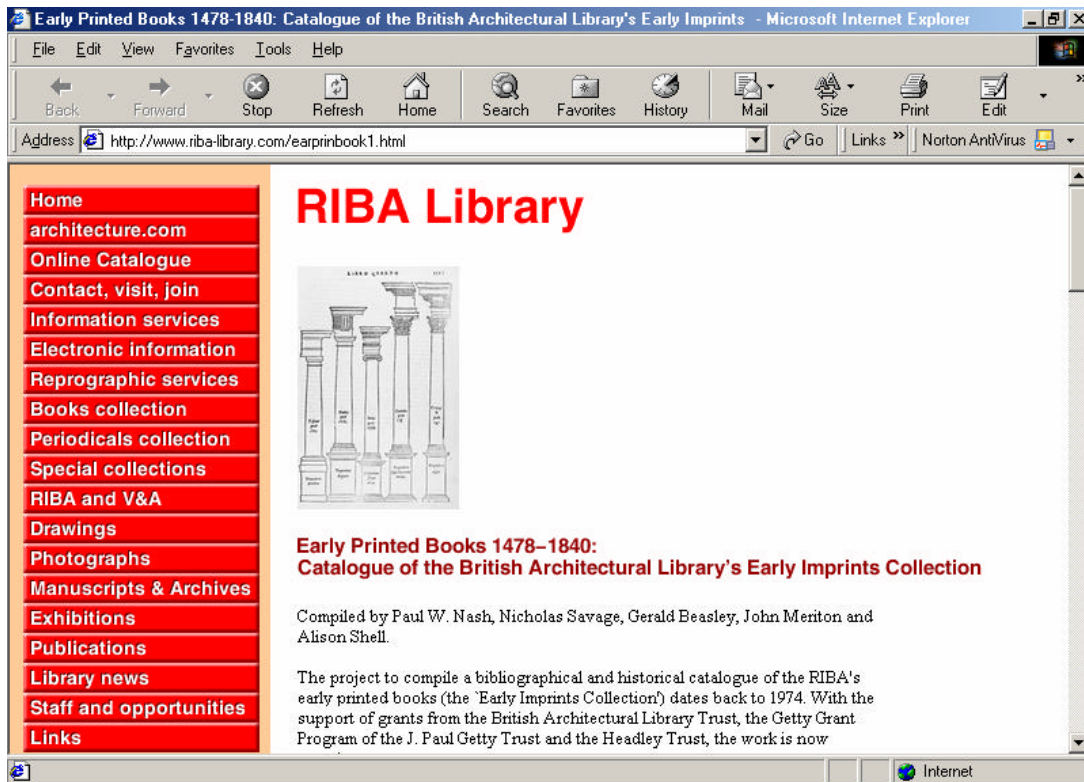 Early Printed Books 1478-1840: Catalogue of the British Architectural Library's Early Imprints - Microsoft Internet Explorer
File Edit View Favorites Tools Help
Back Forward Stop Refresh Home Search Favorites History Mail Size Print Edit
Address http://www.riba-library.com/earprinbook1.html Go Links Norton AntiVirus
Home
architecture.com
Online Catalogue
Contact, visit, join
Information services
Electronic information
Reprographic services
Books collection
Periodicals collection
Special collections
RIBA and V&A
Drawings
Photographs
Manuscripts & Archives
Exhibitions
Publications
Library news
Staff and opportunities
Links
RIBA Library
LIBRO QVARTO
Early Printed Books 1478–1840:
Catalogue of the British Architectural Library's Early Imprints Collection
Compiled by Paul W. Nash, Nicholas Savage, Gerald Beasley, John Meriton and
Alison Shell.
The project to compile a bibliographical and historical catalogue of the RIBA's
early printed books (the `Early Imprints Collection') dates back to 1974. With the
support of grants from the British Architectural Library Trust, the Getty Grant
Program of the J. Paul Getty Trust and the Headley Trust, the work is now
Internet